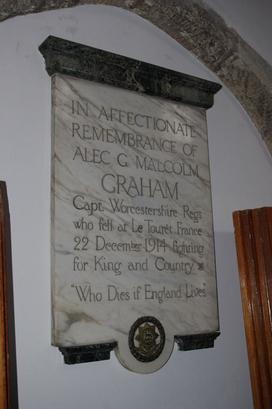 IN AFFECTIONATE
REMEMBRANCE OF
ALEC G. MALCOLM
GRAHAM
Capt. Worcestershire Regt
who fell at Le Touret France
22 December 1914 fighting
for King and Country
"Who Dies if England Lives"